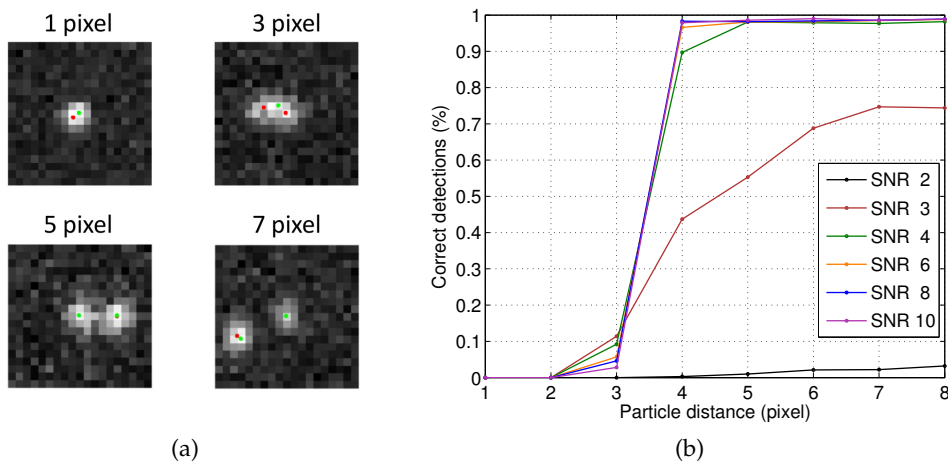 1 pixel
3 pixel
5 pixel
7 pixel
(a)
Correct detections (%)
1
0.9
0.8
0.7
0.6
0.5
0.4
0.3
0.2
0.1
0
1 2 3 4 5 6 7 8
Particle distance (pixel)
SNR 2
SNR 3
SNR 4
SNR 6
SNR 8
SNR 10
(b)